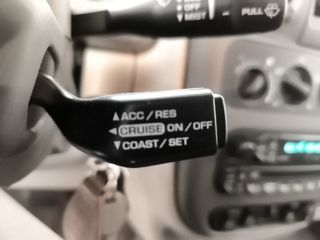 OFF
MIST
PULL
▲ACC/RES
◄CRUISE ON/OFF
▼COAST/SET